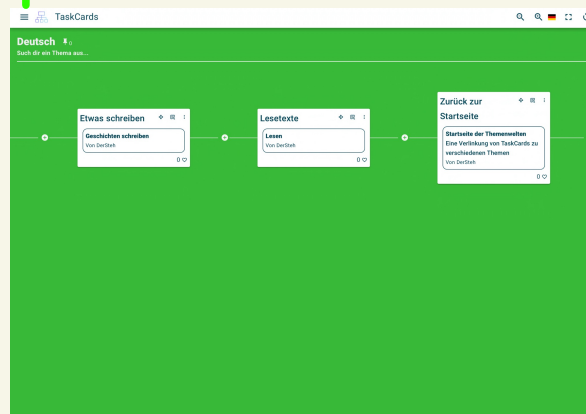 TaskCards
Deutsch 0
Such dir ein Thema aus...
Etwas schreiben
Geschichten schreiben
Von DerSteh
0
Lesetexte
Lesen
Von DerSteh
0
Zurück zur
Startseite
Startseite der Themenwelten
Eine Verlinkung von TaskCards zu
verschiedenen Themen
Von DerSteh
0